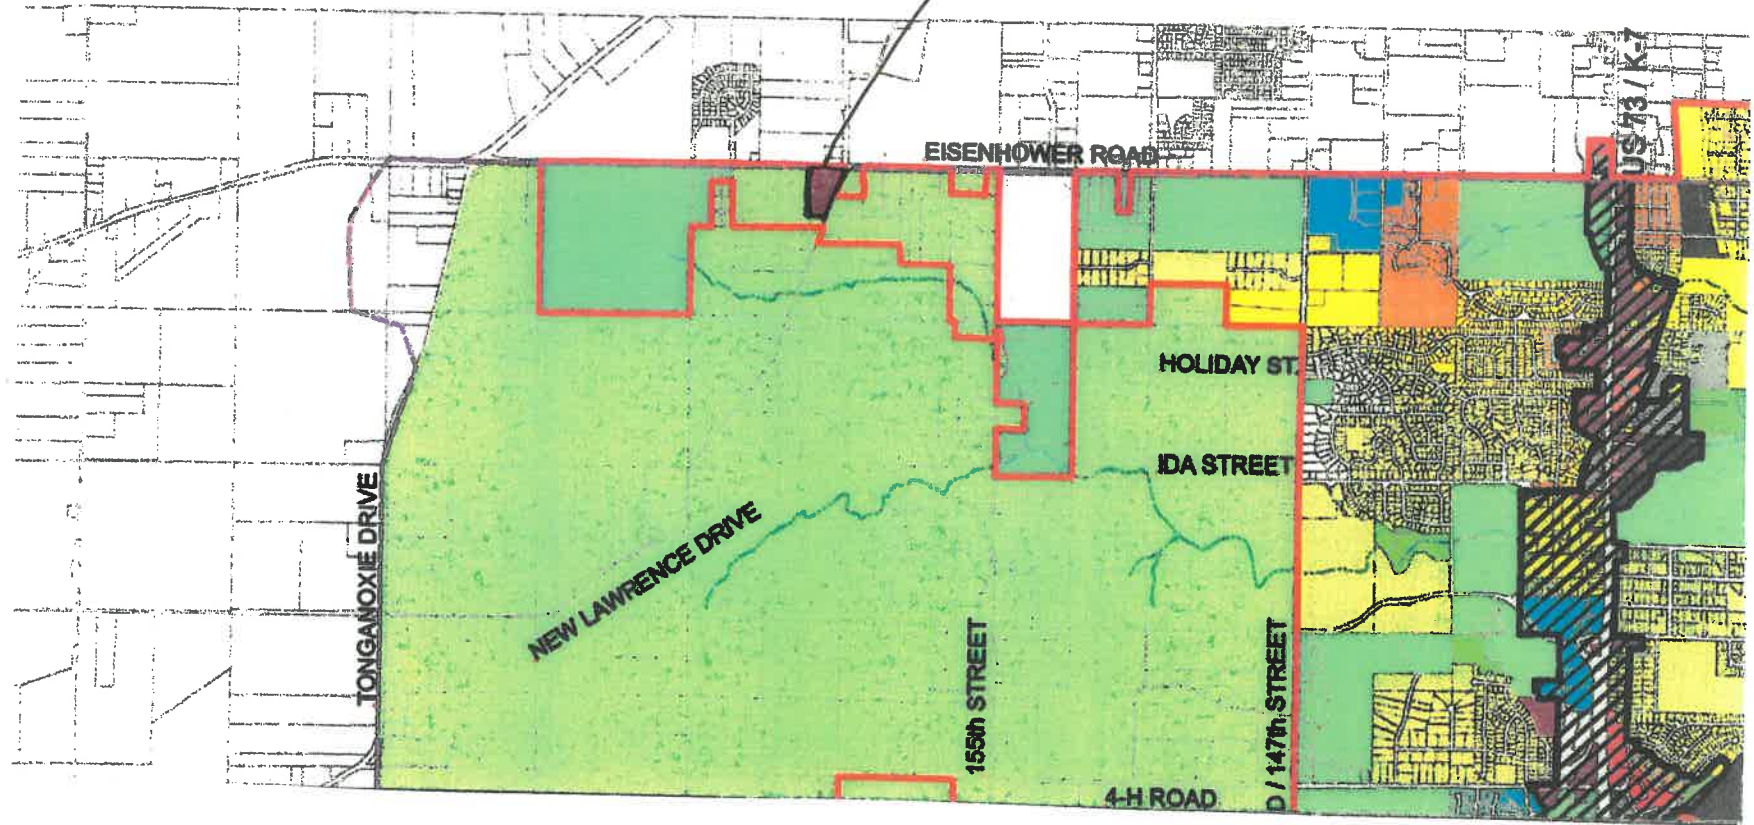 US 73 / K-7
EISENHOWER ROAD
HOLIDAY ST.
IDA STREET
TONGANOXIE DRIVE
NEW LAWRENCE DRIVE
155th STREET
D / 147th STREET
4-H ROAD